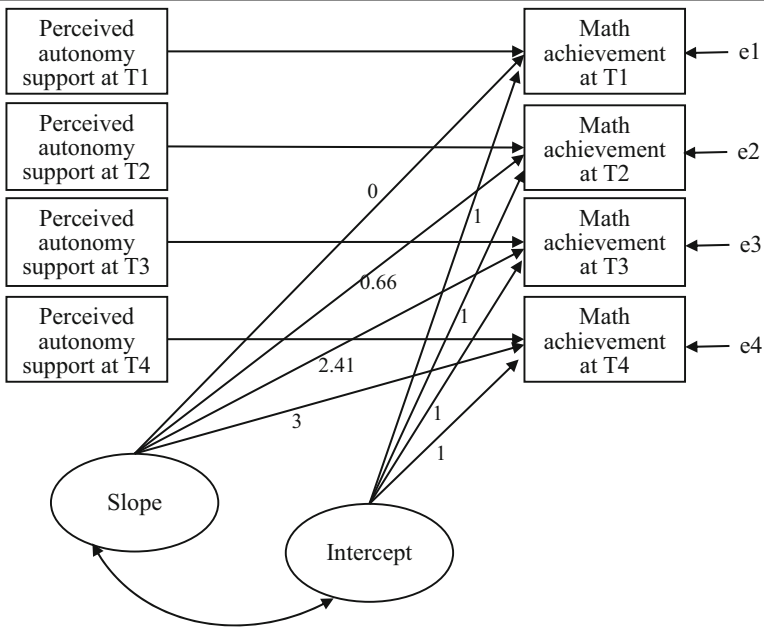 Perceived
autonomy
support at T1
Math
achievement
at T1
e1
Perceived
autonomy
support at T2
Math
achievement
at T2
e2
0
Perceived
autonomy
support at T3
1
Math
achievement
at T3
e3
0.66
Perceived
autonomy
support at T4
1
Math
achievement
at T4
e4
2.41
3
1
1
Slope
Intercept